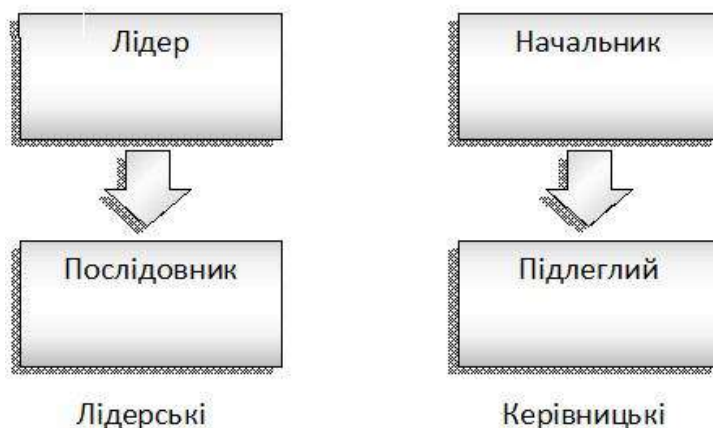 Лідер
Начальник
Послідовник
Підлеглий
Лідерські
Керівницькі